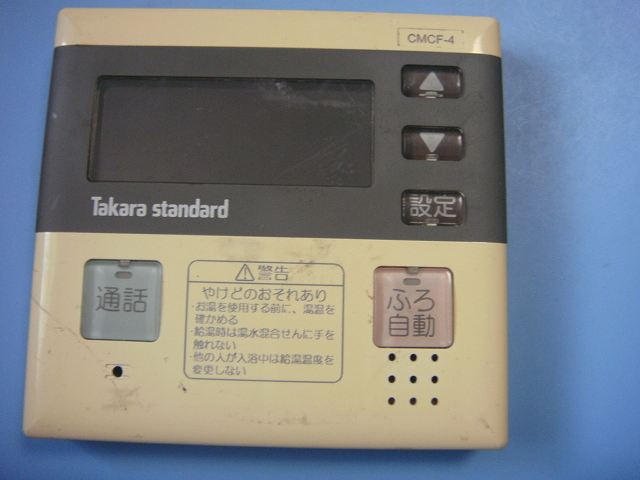 CMCF-4
Takara standard
設定
通話
警告
やけどのおそれあり
・お湯を使用する前に、湯温を
確かめる
・給湯時は湯水混合せんに手を
触れない
・他の人が入浴中は給湯温度を
変更しない
ふろ
自動